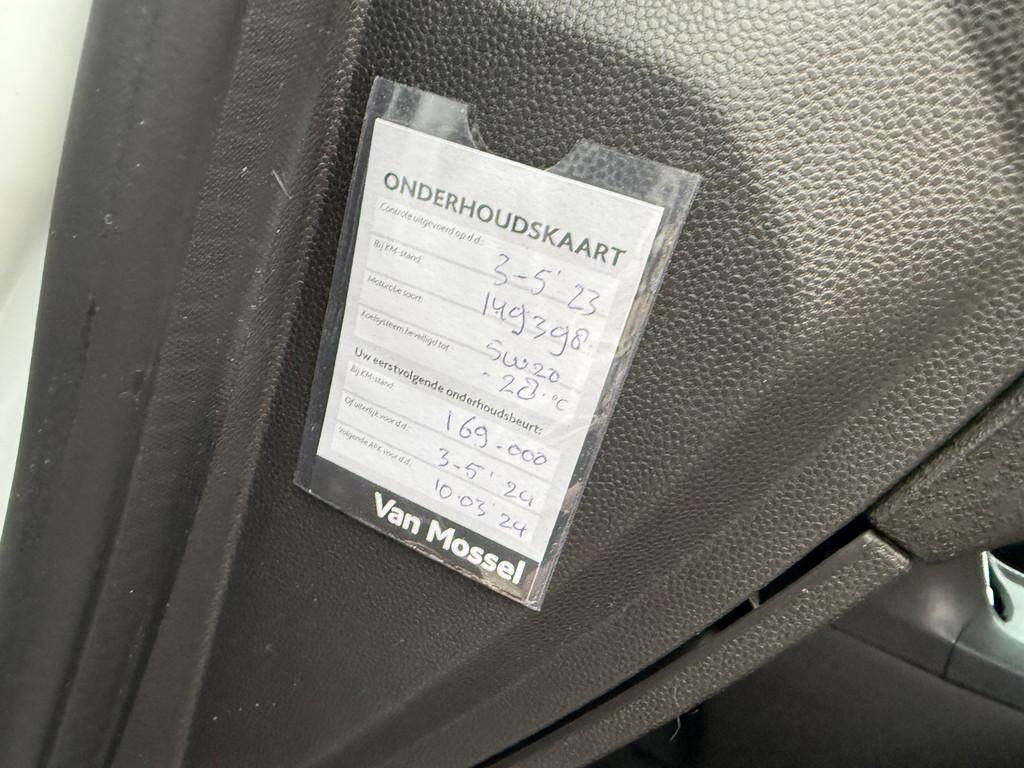 ONDERHOUDSKAART
Controle uitgevoerd op d.d.: 3-5'23
Bij KM-stand: 149398.
Motorolie soort: 5W20
Koelsysteem beveiligd tot: -28.°C
Uw eerstvolgende onderhoudsbeurt:
Bij KM-stand: 169.000
Of uiterlijk voor d.d.: 3-5'24
Volgende APK voor d.d.: 10.03'24
Van Mossel